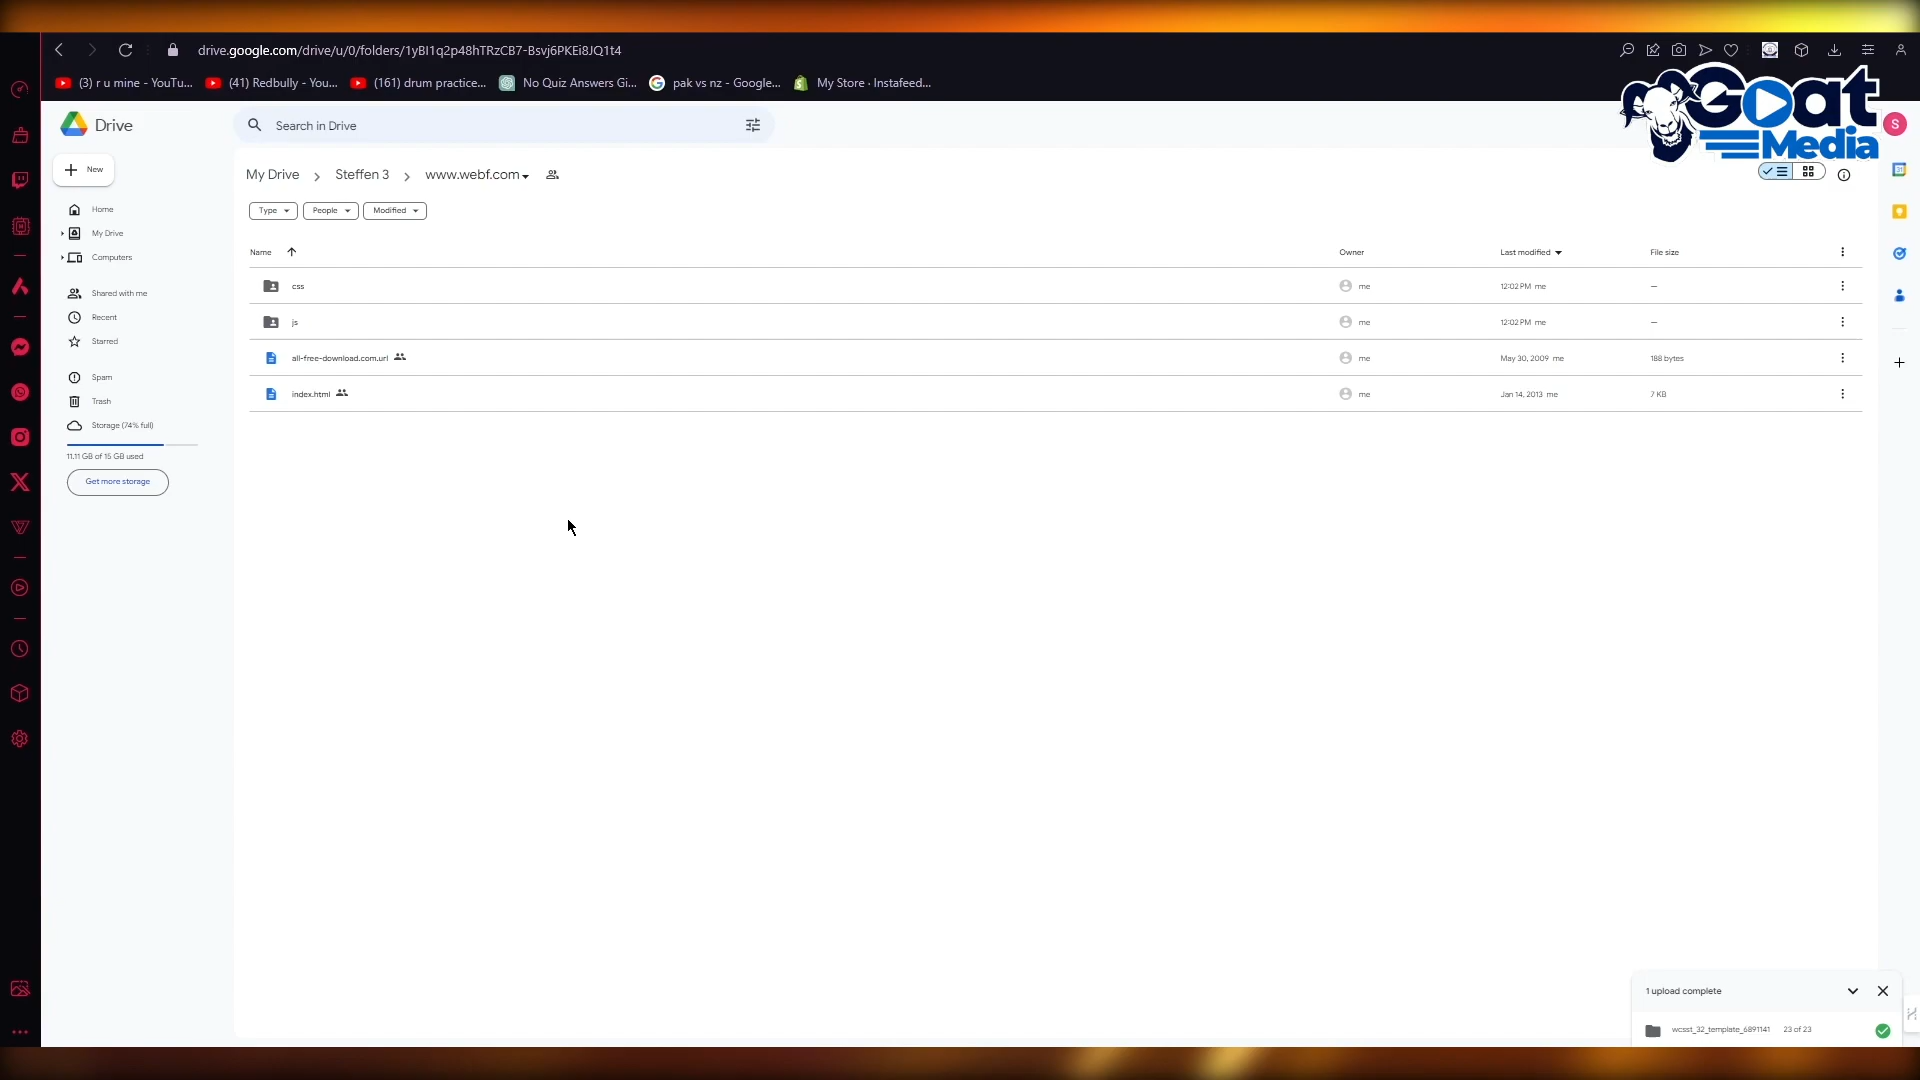 drive.google.com/drive/u/0/folders/1yBI1q2p48hTRzCB7-Bsvj6PKEi8JQ1t4
(3) r u mine - YouTu...
(41) Redbully - You...
(161) drum practice...
No Quiz Answers Gi...
pak vs nz - Google...
My Store · Instafeed...
Goat
Media
Drive
Search in Drive
S
New
My Drive
Steffen 3
www.webf.com
Type
People
Modified
Home
My Drive
Computers
Shared with me
Recent
Starred
Spam
Trash
Storage (74% full)
11.11 GB of 15 GB used
Get more storage
Name
Owner
Last modified
File size
css
me
12:02 PM me
—
js
me
12:02 PM me
—
all-free-download.com.url
me
May 30, 2009 me
188 bytes
index.html
me
Jan 14, 2013 me
7 KB
1 upload complete
wcsst_32_template_6891141
23 of 23